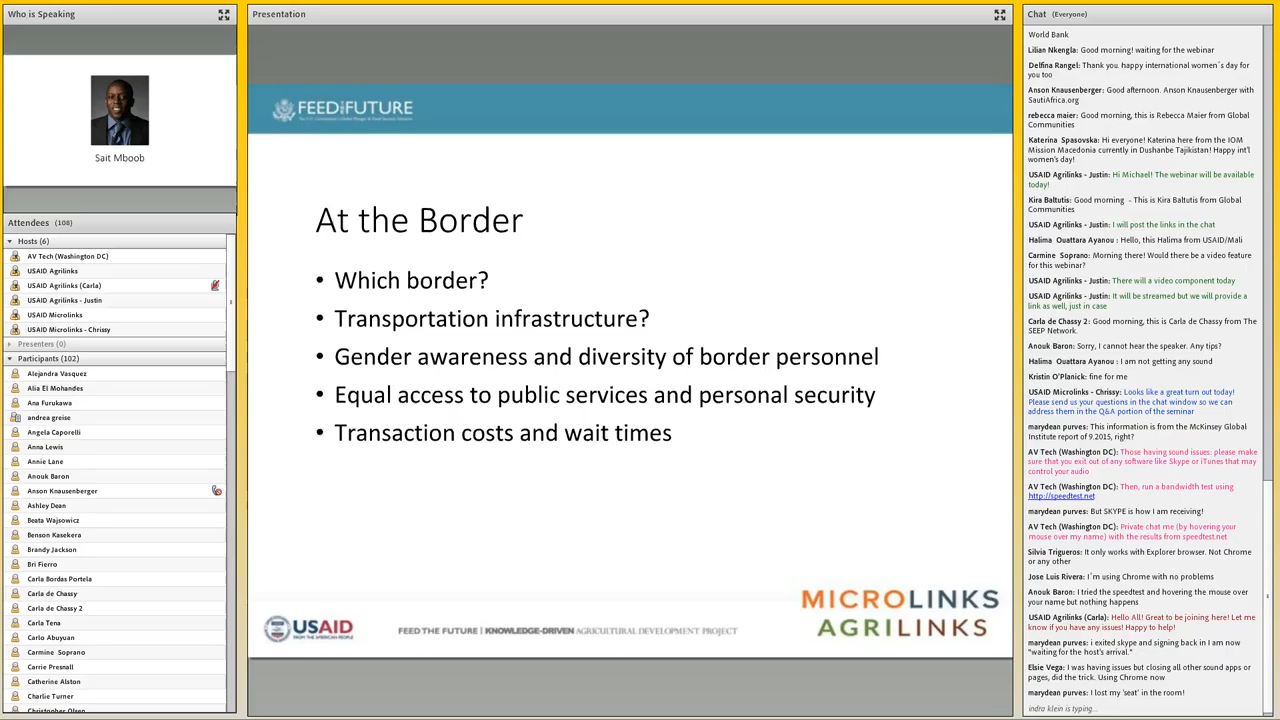 Who is Speaking
Sait Mboob
Attendees (108)
Hosts (6)
AV Tech (Washington DC)
USAID Agrilinks
USAID Agrilinks (Carla)
USAID Agrilinks - Justin
USAID Microlinks
USAID Microlinks - Chrissy
Presenters (0)
Participants (102)
Alejandra Vasquez
Alia El Mohandes
Ana Furukawa
andrea greise
Angela Caporelli
Anna Lewis
Annie Lane
Anouk Baron
Anson Knausenberger
Ashley Dean
Beata Wajsowicz
Benson Kasekera
Brandy Jackson
Bri Fierro
Carla Bordas Portela
Carla de Chassy
Carla de Chassy 2
Carla Tena
Carlo Abuyuan
Carmine Soprano
Carrie Presnall
Catherine Alston
Charlie Turner
Christopher Olsen
Presentation
FEED THE FUTURE
At the Border
• Which border?
• Transportation infrastructure?
• Gender awareness and diversity of border personnel
• Equal access to public services and personal security
• Transaction costs and wait times
USAID
FROM THE AMERICAN PEOPLE
FEED THE FUTURE | KNOWLEDGE-DRIVEN AGRICULTURAL DEVELOPMENT PROJECT
MICROLINKS
AGRILINKS
Chat (Everyone)
World Bank
Lilian Nkengla: Good morning! waiting for the webinar
Delfina Rangel: Thank you. happy international women´s day for
you too
Anson Knausenberger: Good afternoon. Anson Knausenberger with
SautiAfrica.org
rebecca maier: Good morning, this is Rebecca Maier from Global
Communities
Katerina Spasovska: Hi everyone! Katerina here from the IOM
Mission Macedonia currently in Dushanbe Tajikistan! Happy int'l
women's day!
USAID Agrilinks - Justin: Hi Michael! The webinar will be available
today!
Kira Baltutis: Good morning - This is Kira Baltutis from Global
Communities
USAID Agrilinks - Justin: I will post the links in the chat
Halima Ouattara Ayanou : Hello, this Halima from USAID/Mali
Carmine Soprano: Morning there! Would there be a video feature
for this webinar?
USAID Agrilinks - Justin: There will a video component today
USAID Agrilinks - Justin: It will be streamed but we will provide a
link as well, just in case
Carla de Chassy 2: Good morning, this is Carla de Chassy from The
SEEP Network.
Anouk Baron: Sorry, I cannot hear the speaker. Any tips?
Halima Ouattara Ayanou : I am not getting any sound
Kristin O'Planick: fine for me
USAID Microlinks - Chrissy: Looks like a great turn out today!
Please send us your questions in the chat window so we can
address them in the Q&A portion of the seminar
marydean purves: This information is from the McKinsey Global
Institute report of 9.2015, right?
AV Tech (Washington DC): Those having sound issues: please make
sure that you exit out of any software like Skype or iTunes that may
control your audio
AV Tech (Washington DC): Then, run a bandwidth test using
http://speedtest.net
marydean purves: But SKYPE is how I am receiving!
AV Tech (Washington DC): Private chat me (by hovering your
mouse over my name) with the results from speedtest.net
Silvia Trigueros: It only works with Explorer browser. Not Chrome
or any other
Jose Luis Rivera: I´m using Chrome with no problems
Anouk Baron: I tried the speedtest and hovering the mouse over
your name but nothing happens
USAID Agrilinks (Carla): Hello All! Great to be joining here! Let me
know if you have any issues! Happy to help!
marydean purves: i exited skype and signing back in I am now
"waiting for the host's arrival."
Elsie Vega: I was having issues but closing all other sound apps or
pages, did the trick. Using Chrome now
marydean purves: I lost my 'seat' in the room!
indra klein is typing...